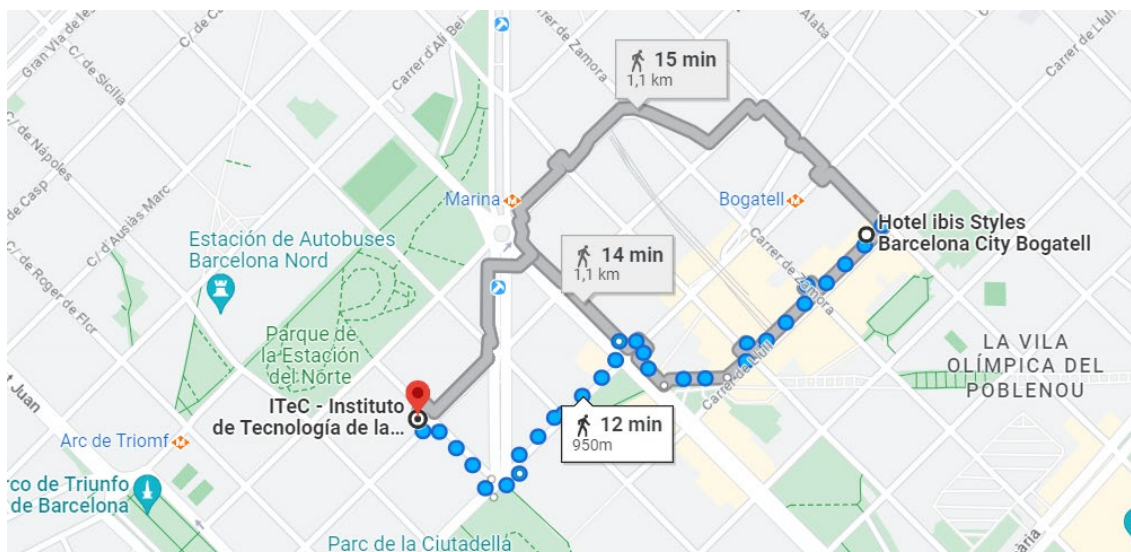 Gran Via de les
C/ de Sicilia
C/ de Nápoles
de Casp
C/ de Roger de Flor
C/ d'Ausiàs Marc
Carrer d'Alí Bei
Carrer de Zamora
Alaba
Carrer de Llull
15 min
1,1 km
Marina
Bogatell
Hotel ibis Styles
Barcelona City Bogatell
Estación de Autobuses
Barcelona Nord
14 min
1,1 km
Carrer de Zamora
Parque de
la Estación
del Norte
Carrer de Llull
LA VILA
OLÍMPICA DEL
POBLENOU
t Juan
ITeC - Instituto
de Tecnología de la...
12 min
950m
Arc de Triomf
rco de Triunfo
de Barcelona
Parc de la Ciutadella
ària